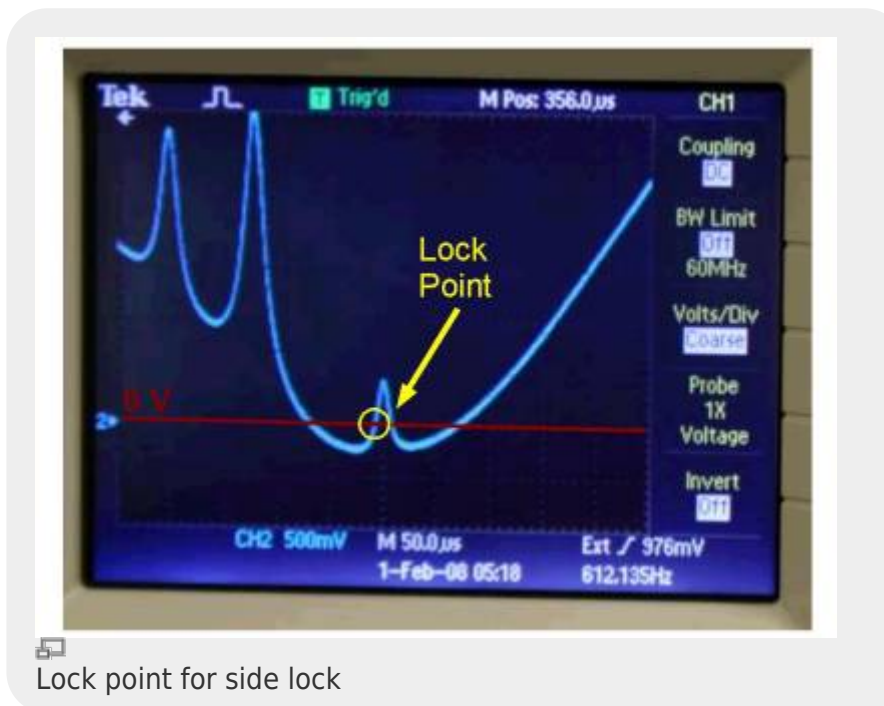 Tek Trig'd M Pos: 356.0µs CH1
Coupling
DC
BW Limit
Off
60MHz
Lock
Point
Volts/Div
Coarse
Probe
1X
Voltage
0 V
2
Invert
Off
CH2 500mV M 50.0µs Ext 976mV
1-Feb-08 05:18 612.135Hz
Lock point for side lock